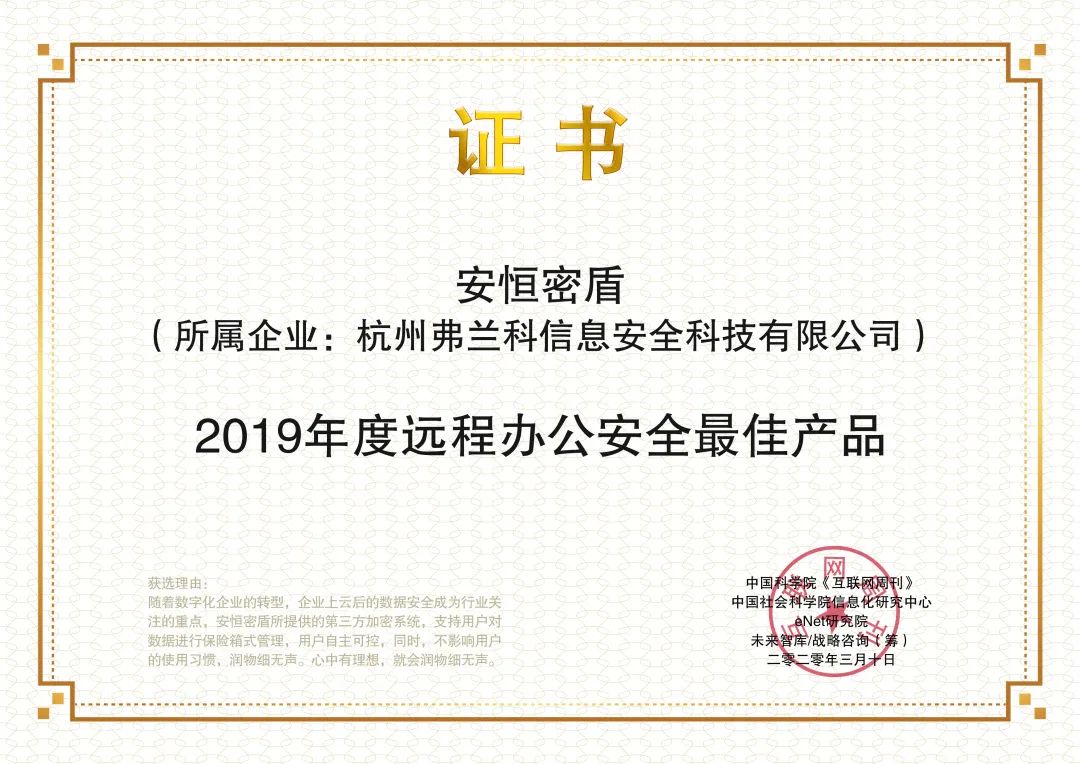 证书
安恒密盾
（所属企业：杭州弗兰科信息安全科技有限公司）
2019年度远程办公安全最佳产品
获选理由：
随着数字化企业的转型，企业上云后的数据安全成为行业关
注的重点，安恒密盾所提供的第三方加密系统，支持用户对
数据进行保险箱式管理，用户自主可控，同时，不影响用户
的使用习惯，润物细无声。心中有理想，就会润物细无声。
中国科学院《互联网周刊》
中国社会科学院信息化研究中心
eNet研究院
未来智库/战略咨询（筹）
二零二零年三月十日
互联网周刊